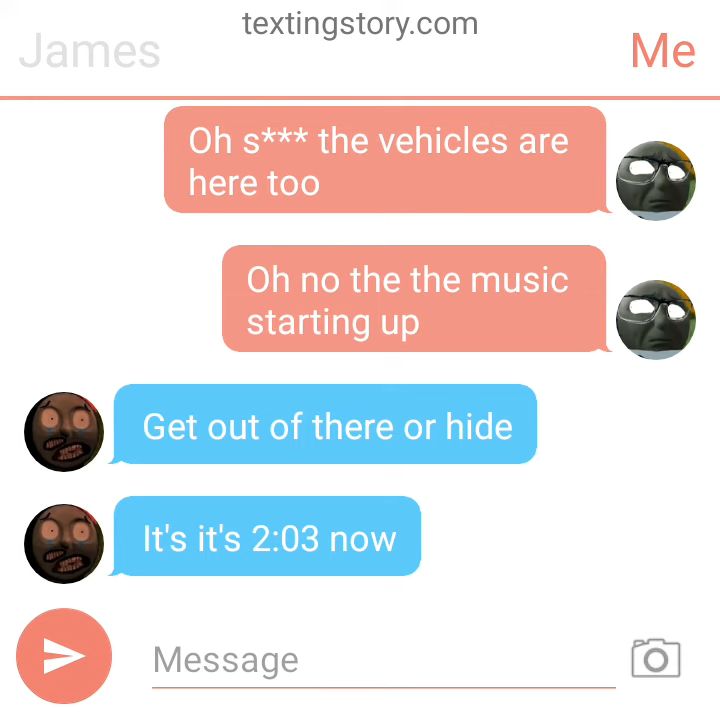 textingstory.com
James
Me
Oh s*** the vehicles are
here too
Oh no the the music
starting up
Get out of there or hide
It's it's 2:03 now
Message